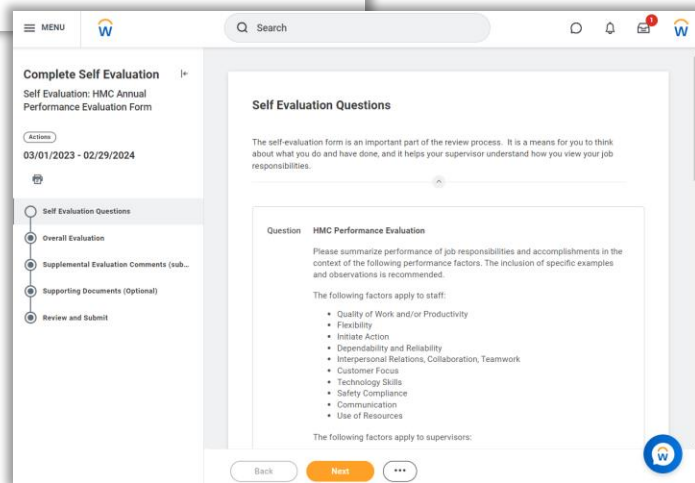 MENU
Search
1
Complete Self Evaluation
Self Evaluation: HMC Annual
Performance Evaluation Form
Actions
03/01/2023 - 02/29/2024
Self Evaluation Questions
Overall Evaluation
Supplemental Evaluation Comments (sub...
Supporting Documents (Optional)
Review and Submit
Self Evaluation Questions
The self-evaluation form is an important part of the review process. It is a means for you to think
about what you do and have done, and it helps your supervisor understand how you view your job
responsibilities.
Question HMC Performance Evaluation
Please summarize performance of job responsibilities and accomplishments in the
context of the following performance factors. The inclusion of specific examples
and observations is recommended.
The following factors apply to staff:
• Quality of Work and/or Productivity
• Flexibility
• Initiate Action
• Dependability and Reliability
• Interpersonal Relations, Collaboration, Teamwork
• Customer Focus
• Technology Skills
• Safety Compliance
• Communication
• Use of Resources
The following factors apply to supervisors:
Back Next ...